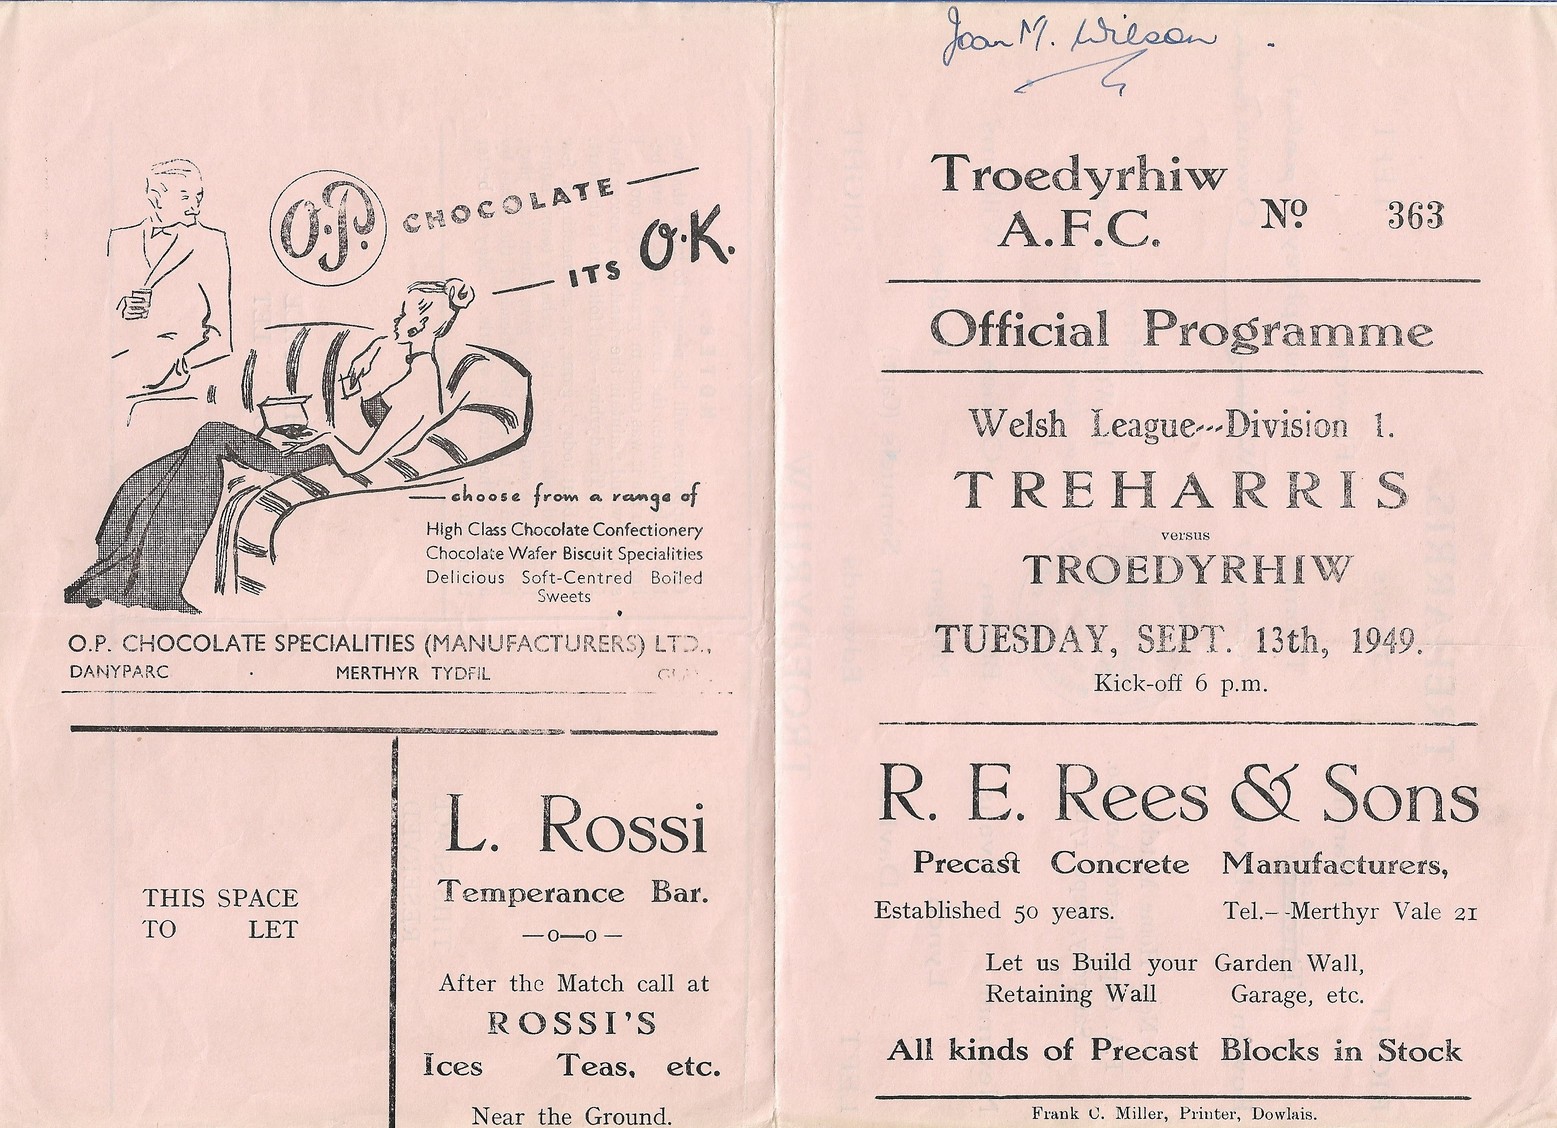 O.P. CHOCOLATE
ITS O.K.
choose from a range of
High Class Chocolate Confectionery
Chocolate Wafer Biscuit Specialities
Delicious Soft-Centred Boiled
Sweets
O.P. CHOCOLATE SPECIALITIES (MANUFACTURERS) LTD.,
DANYPARC MERTHYR TYDFIL
THIS SPACE
TO LET
L. Rossi
Temperance Bar.
—o—o—
After the Match call at
ROSSI'S
Ices Teas, etc.
Near the Ground.
Joan M. Wilson
Troedyrhiw
A.F.C. Nº 363
Official Programme
Welsh League---Division 1.
TREHARRIS
versus
TROEDYRHIW
TUESDAY, SEPT. 13th, 1949.
Kick-off 6 p.m.
R. E. Rees & Sons
Precast Concrete Manufacturers,
Established 50 years. Tel.--Merthyr Vale 21
Let us Build your Garden Wall,
Retaining Wall Garage, etc.
All kinds of Precast Blocks in Stock
Frank C. Miller, Printer, Dowlais.